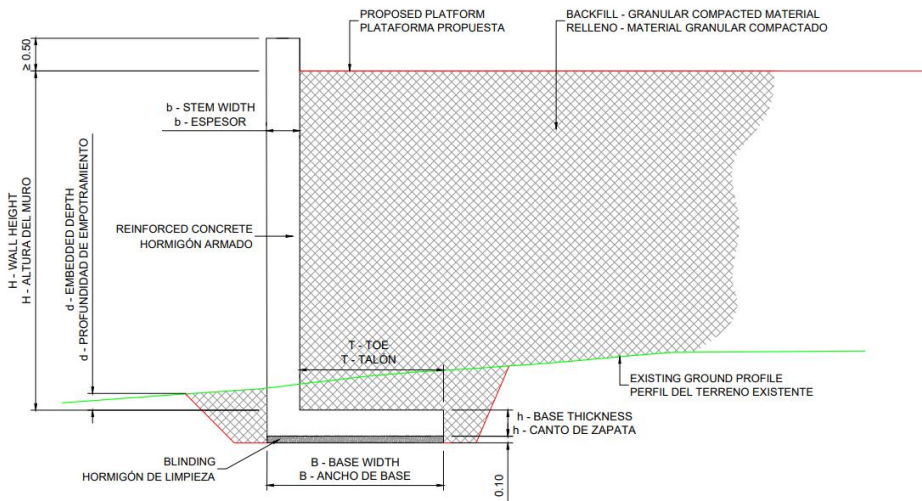 PROPOSED PLATFORM
PLATAFORMA PROPUESTA
BACKFILL - GRANULAR COMPACTED MATERIAL
RELLENO - MATERIAL GRANULAR COMPACTADO
≥ 0.50
b - STEM WIDTH
b - ESPESOR
H - WALL HEIGHT
H - ALTURA DEL MURO
d - EMBEDDED DEPTH
d - PROFUNDIDAD DE EMPOTRAMIENTO
REINFORCED CONCRETE
HORMIGÓN ARMADO
T - TOE
T - TALÓN
EXISTING GROUND PROFILE
PERFIL DEL TERRENO EXISTENTE
h - BASE THICKNESS
h - CANTO DE ZAPATA
BLINDING
HORMIGÓN DE LIMPIEZA
B - BASE WIDTH
B - ANCHO DE BASE
0.10